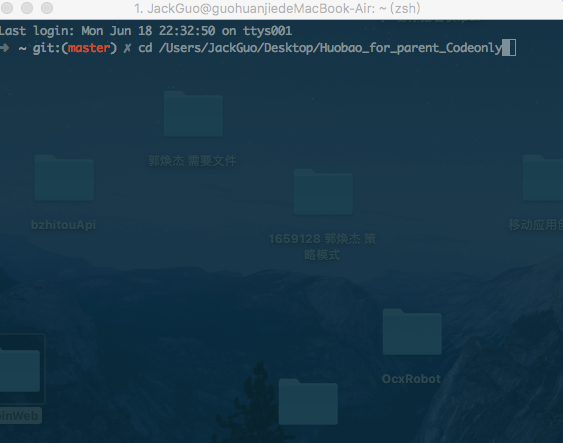 1. JackGuo@guohuanjiedeMacBook-Air: ~ (zsh)
Last login: Mon Jun 18 22:32:50 on ttys001
➜ ~ git:(master) ✗ cd /Users/JackGuo/Desktop/Huobao_for_parent_Codeonly
郭焕杰 需要文件
bzhitouApi
移动应用
1659128 郭焕杰 策
略模式
OcxRobot
inWeb